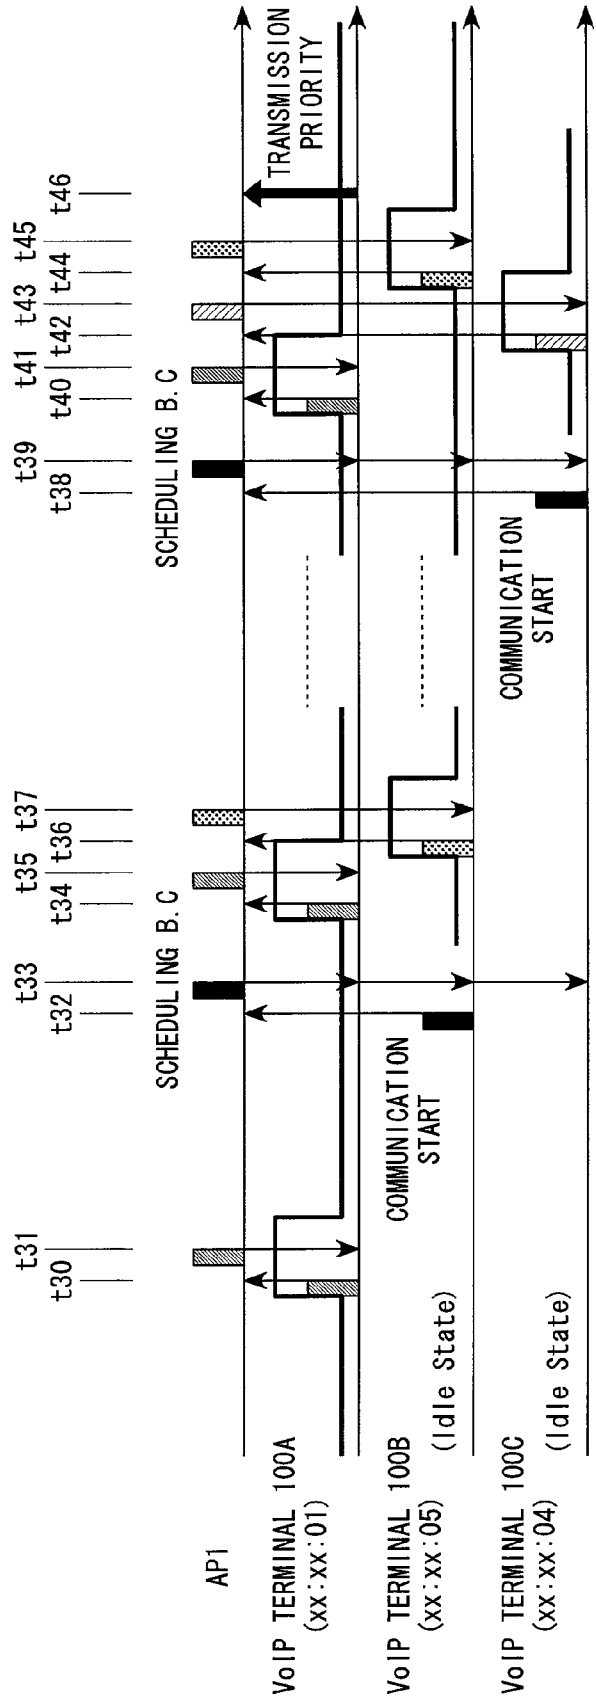 t30
t31
t32
t33
t34
t35
t36
t37
t38
t39
t40
t41
t42
t43
t44
t45
t46
SCHEDULING B.C
SCHEDULING B.C
AP1
VoIP TERMINAL 100A
(xx:xx:01)
TRANSMISSION
PRIORITY
VoIP TERMINAL 100B
(xx:xx:05)
(Idle State)
COMMUNICATION
START
VoIP TERMINAL 100C
(xx:xx:04)
(Idle State)
COMMUNICATION
START